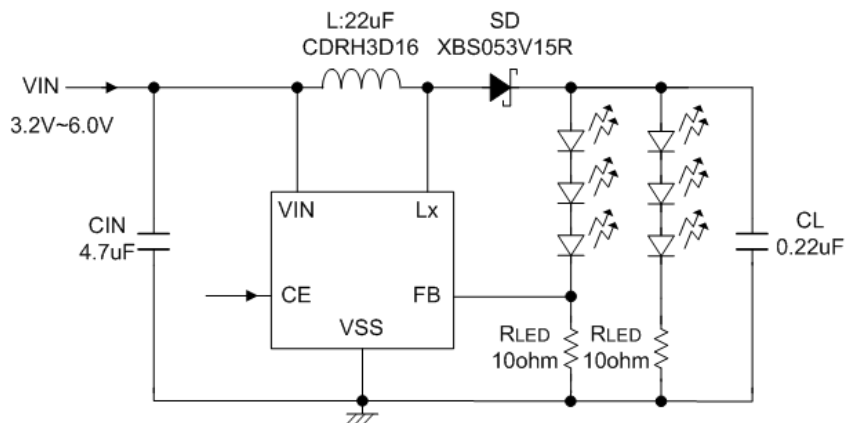 L:22uF
CDRH3D16
SD
XBS053V15R
VIN
3.2V~6.0V
VIN
Lx
CIN
4.7uF
CL
0.22uF
CE
FB
VSS
RLED
10ohm
RLED
10ohm